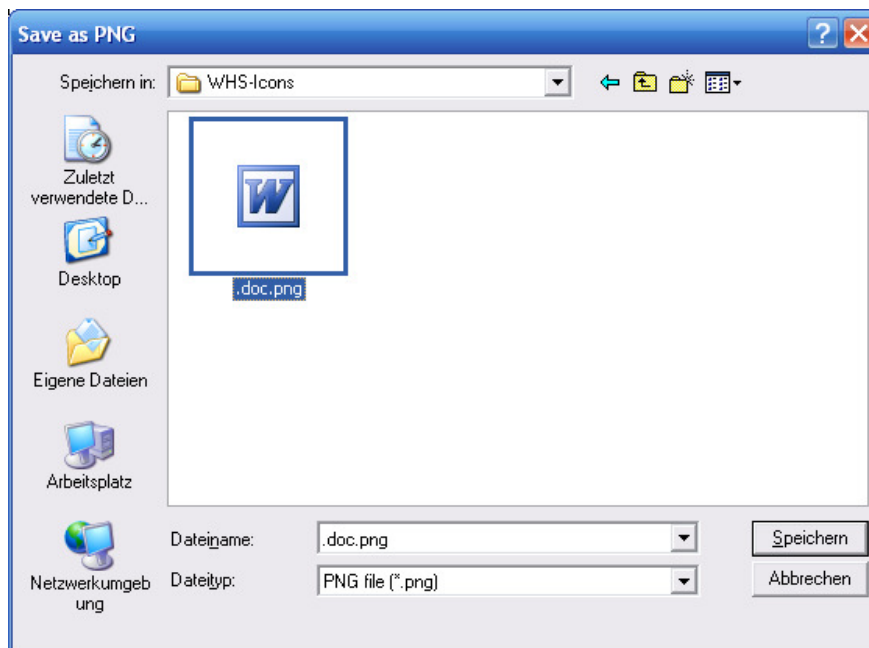 Save as PNG
Speichern in:
WHS-Icons
Zuletzt
verwendete D...
Desktop
Eigene Dateien
Arbeitsplatz
Netzwerkumgeb
ung
W
.doc.png
Dateiname:
.doc.png
Speichern
Dateityp:
PNG file (*.png)
Abbrechen